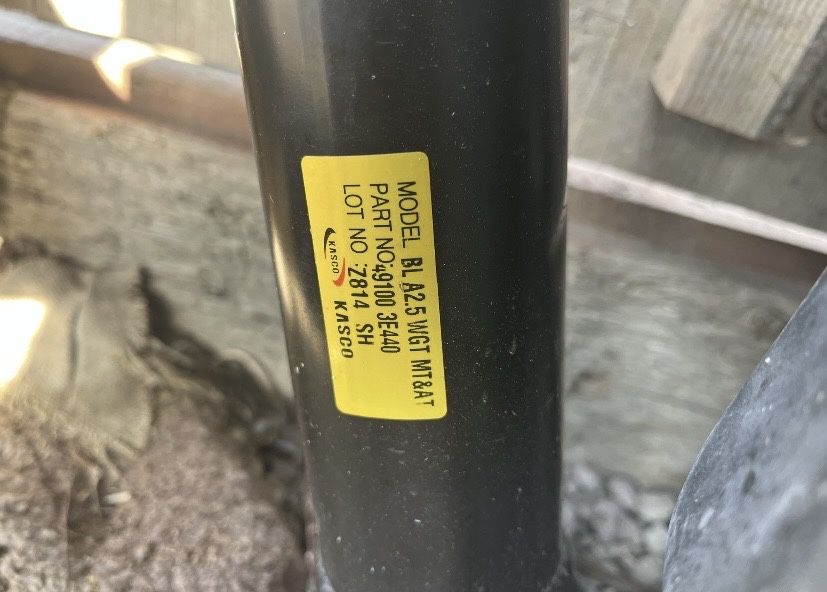 MODEL BL A2.5 WGT MT&AT
PART NO:49100 3E440
LOT NO :Z814 SH
KASCO KASCO